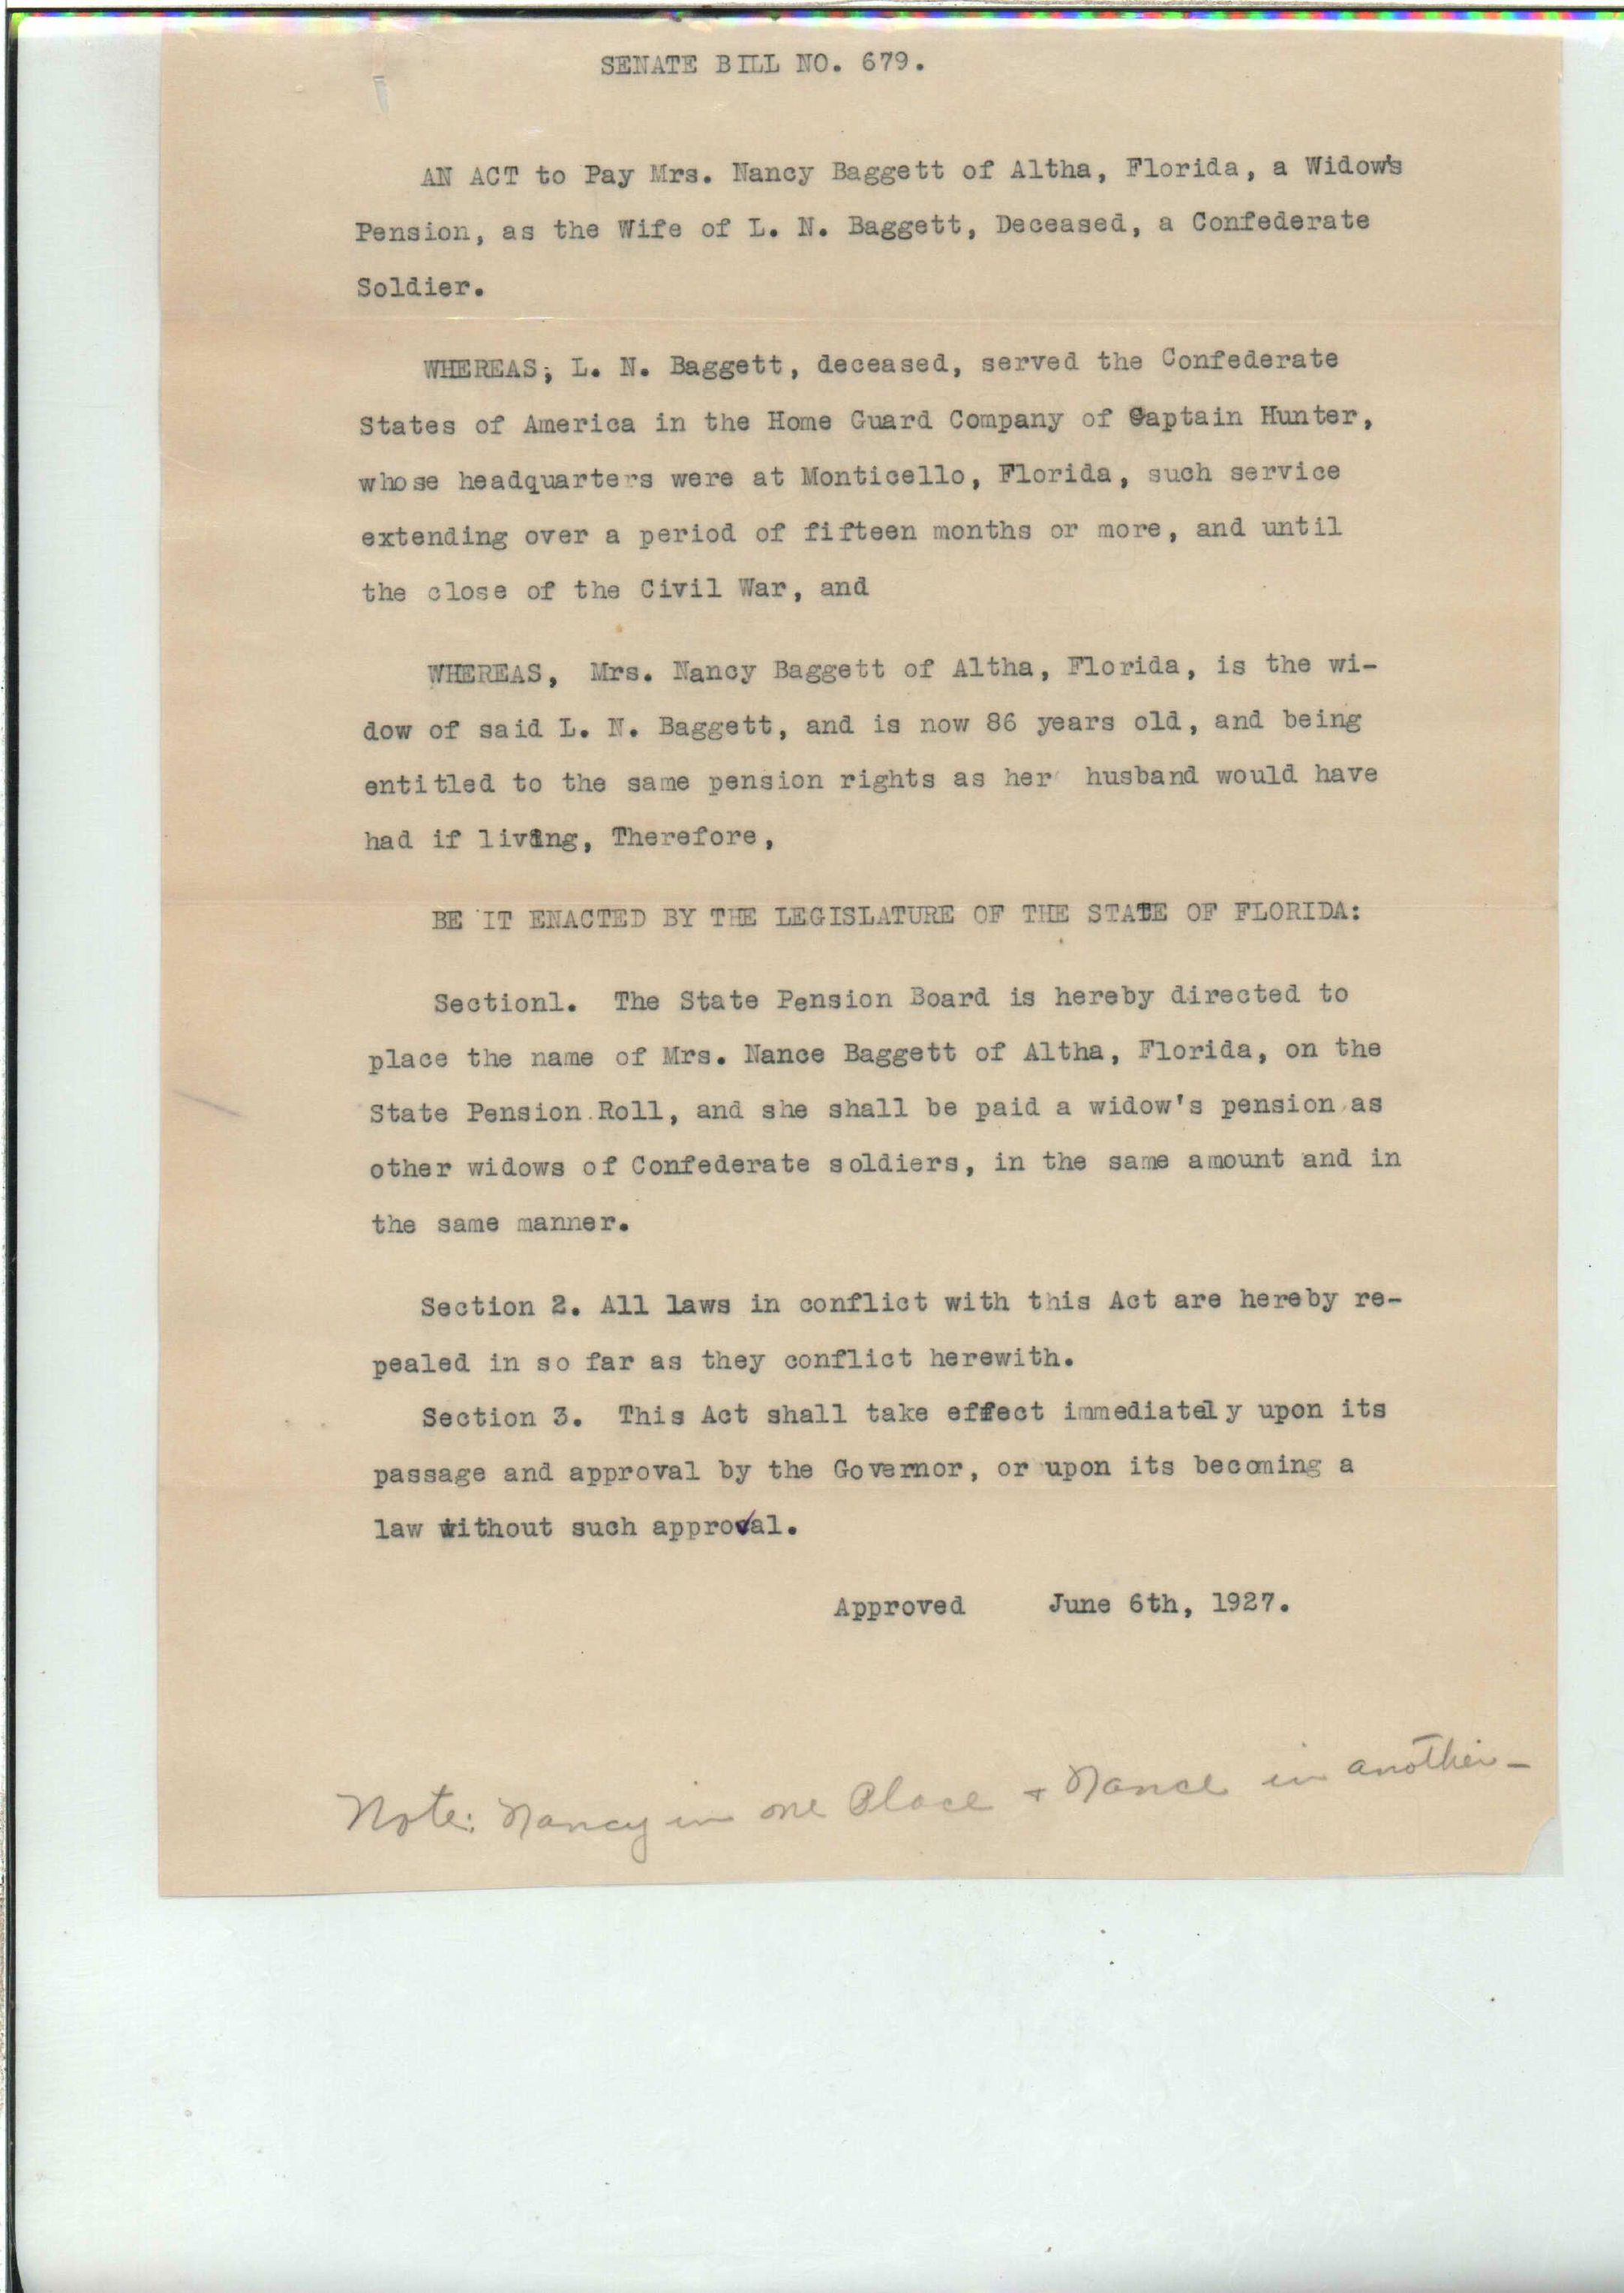 SENATE BILL NO. 679.
AN ACT to Pay Mrs. Nancy Baggett of Altha, Florida, a Widow's
Pension, as the Wife of L. N. Baggett, Deceased, a Confederate
Soldier.
WHEREAS; L. N. Baggett, deceased, served the Confederate
States of America in the Home Guard Company of Captain Hunter,
whose headquarters were at Monticello, Florida, such service
extending over a period of fifteen months or more, and until
the close of the Civil War, and
WHEREAS, Mrs. Nancy Baggett of Altha, Florida, is the wi-
dow of said L. N. Baggett, and is now 86 years old, and being
entitled to the same pension rights as her husband would have
had if living, Therefore,
BE IT ENACTED BY THE LEGISLATURE OF THE STATE OF FLORIDA:
Section1. The State Pension Board is hereby directed to
place the name of Mrs. Nance Baggett of Altha, Florida, on the
State Pension Roll, and she shall be paid a widow's pension as
other widows of Confederate soldiers, in the same amount and in
the same manner.
Section 2. All laws in conflict with this Act are hereby re-
pealed in so far as they conflict herewith.
Section 3. This Act shall take effect immediately upon its
passage and approval by the Governor, or upon its becoming a
law without such approval.
Approved June 6th, 1927.
Note: Nancy in one Place + Nance in another-